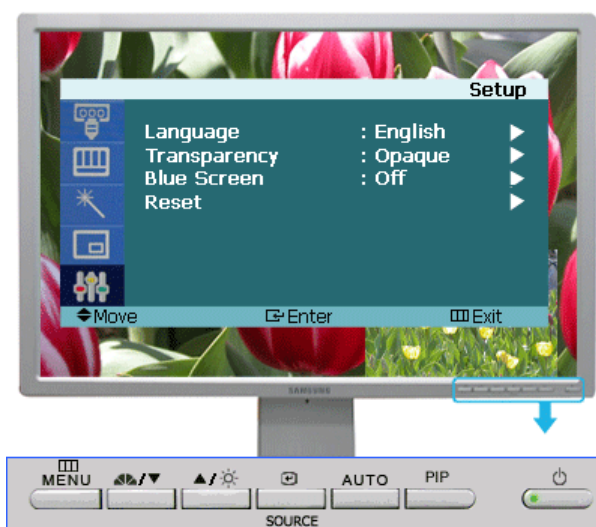 Setup
Language : English
Transparency : Opaque
Blue Screen : Off
Reset
Move Enter Exit
SAMSUNG
MENU AUTO PIP
SOURCE